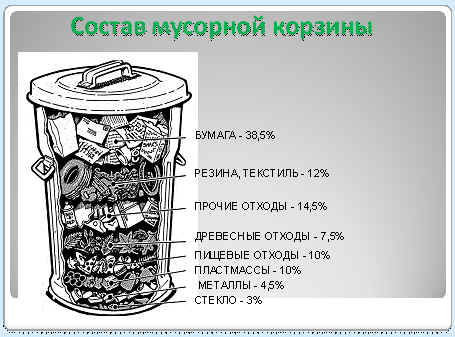 Состав мусорной корзины
БУМАГА - 38,5%
РЕЗИНА, ТЕКСТИЛЬ - 12%
ПРОЧИЕ ОТХОДЫ - 14,5%
ДРЕВЕСНЫЕ ОТХОДЫ - 7,5%
ПИЩЕВЫЕ ОТХОДЫ - 10%
ПЛАСТМАССЫ - 10%
МЕТАЛЛЫ - 4,5%
СТЕКЛО - 3%